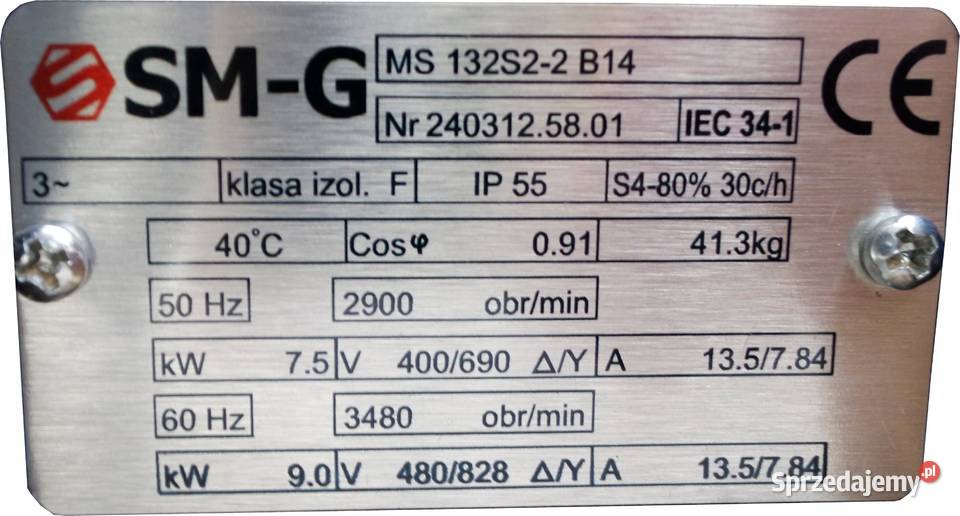 SM-G MS 132S2-2 B14 CE
Nr 240312.58.01 IEC 34-1
3~ klasa izol. F IP 55 S4-80% 30c/h
40°C Cosφ 0.91 41.3kg
50 Hz 2900 obr/min
kW 7.5 V 400/690 Δ/Y A 13.5/7.84
60 Hz 3480 obr/min
kW 9.0 V 480/828 Δ/Y A 13.5/7.84
Sprzedajemy.pl